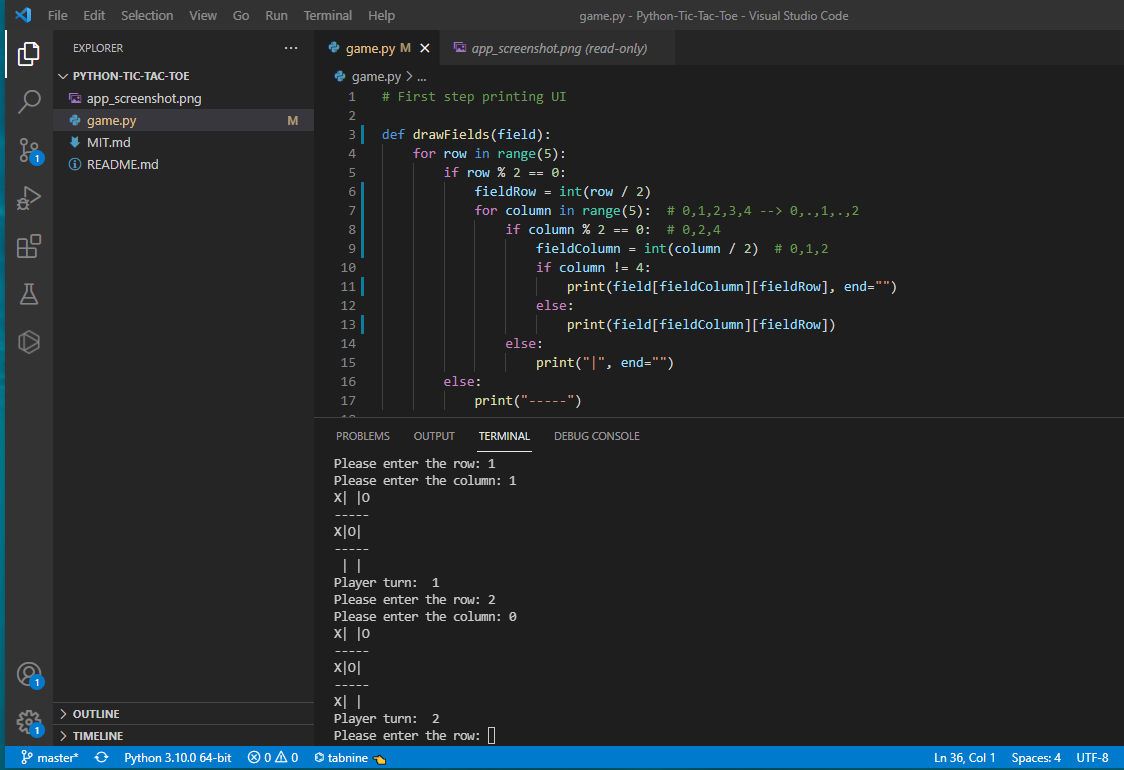 File Edit Selection View Go Run Terminal Help game.py - Python-Tic-Tac-Toe - Visual Studio Code
EXPLORER ...
PYTHON-TIC-TAC-TOE
app_screenshot.png
game.py M
MIT.md
README.md
OUTLINE
TIMELINE
1
1
1
game.py M app_screenshot.png (read-only)
game.py > ...
1 # First step printing UI
2
3 def drawFields(field):
4     for row in range(5):
5         if row % 2 == 0:
6             fieldRow = int(row / 2)
7             for column in range(5):  # 0,1,2,3,4 --> 0,.,1,.,2
8                 if column % 2 == 0:  # 0,2,4
9                     fieldColumn = int(column / 2)  # 0,1,2
10                     if column != 4:
11                         print(field[fieldColumn][fieldRow], end="")
12                     else:
13                         print(field[fieldColumn][fieldRow])
14                 else:
15                     print("|", end="")
16         else:
17             print("-----")
PROBLEMS OUTPUT TERMINAL DEBUG CONSOLE
Please enter the row: 1
Please enter the column: 1
X| |O
-----
X|O|
-----
 | |
Player turn:  1
Please enter the row: 2
Please enter the column: 0
X| |O
-----
X|O|
-----
X| |
Player turn:  2
Please enter the row:
master* Python 3.10.0 64-bit 0 0 tabnine Ln 36, Col 1 Spaces: 4 UTF-8